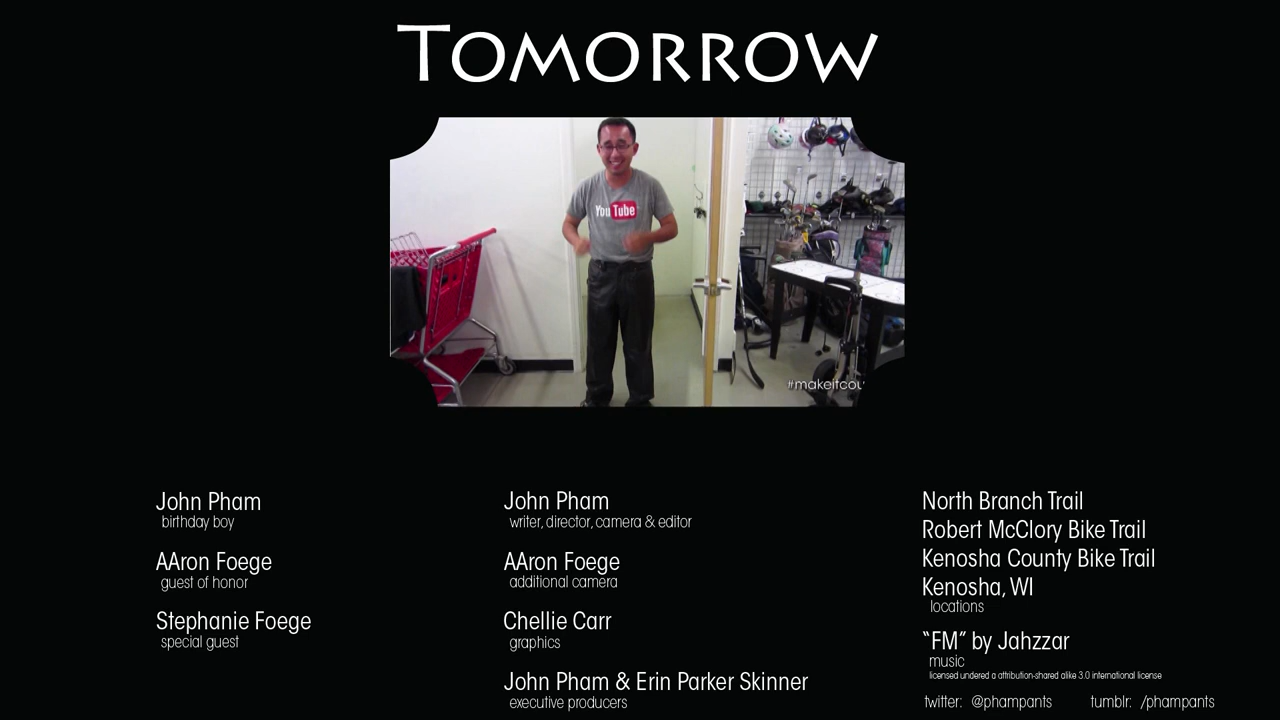 Tomorrow
You Tube
#makeitcou
John Pham
birthday boy
AAron Foege
guest of honor
Stephanie Foege
special guest
John Pham
writer, director, camera & editor
AAron Foege
additional camera
Chellie Carr
graphics
John Pham & Erin Parker Skinner
executive producers
North Branch Trail
Robert McClory Bike Trail
Kenosha County Bike Trail
Kenosha, WI
locations
“FM” by Jahzzar
music
licensed undered a attribution-shared alike 3.0 international license
twitter: @phampants tumblr: /phampants